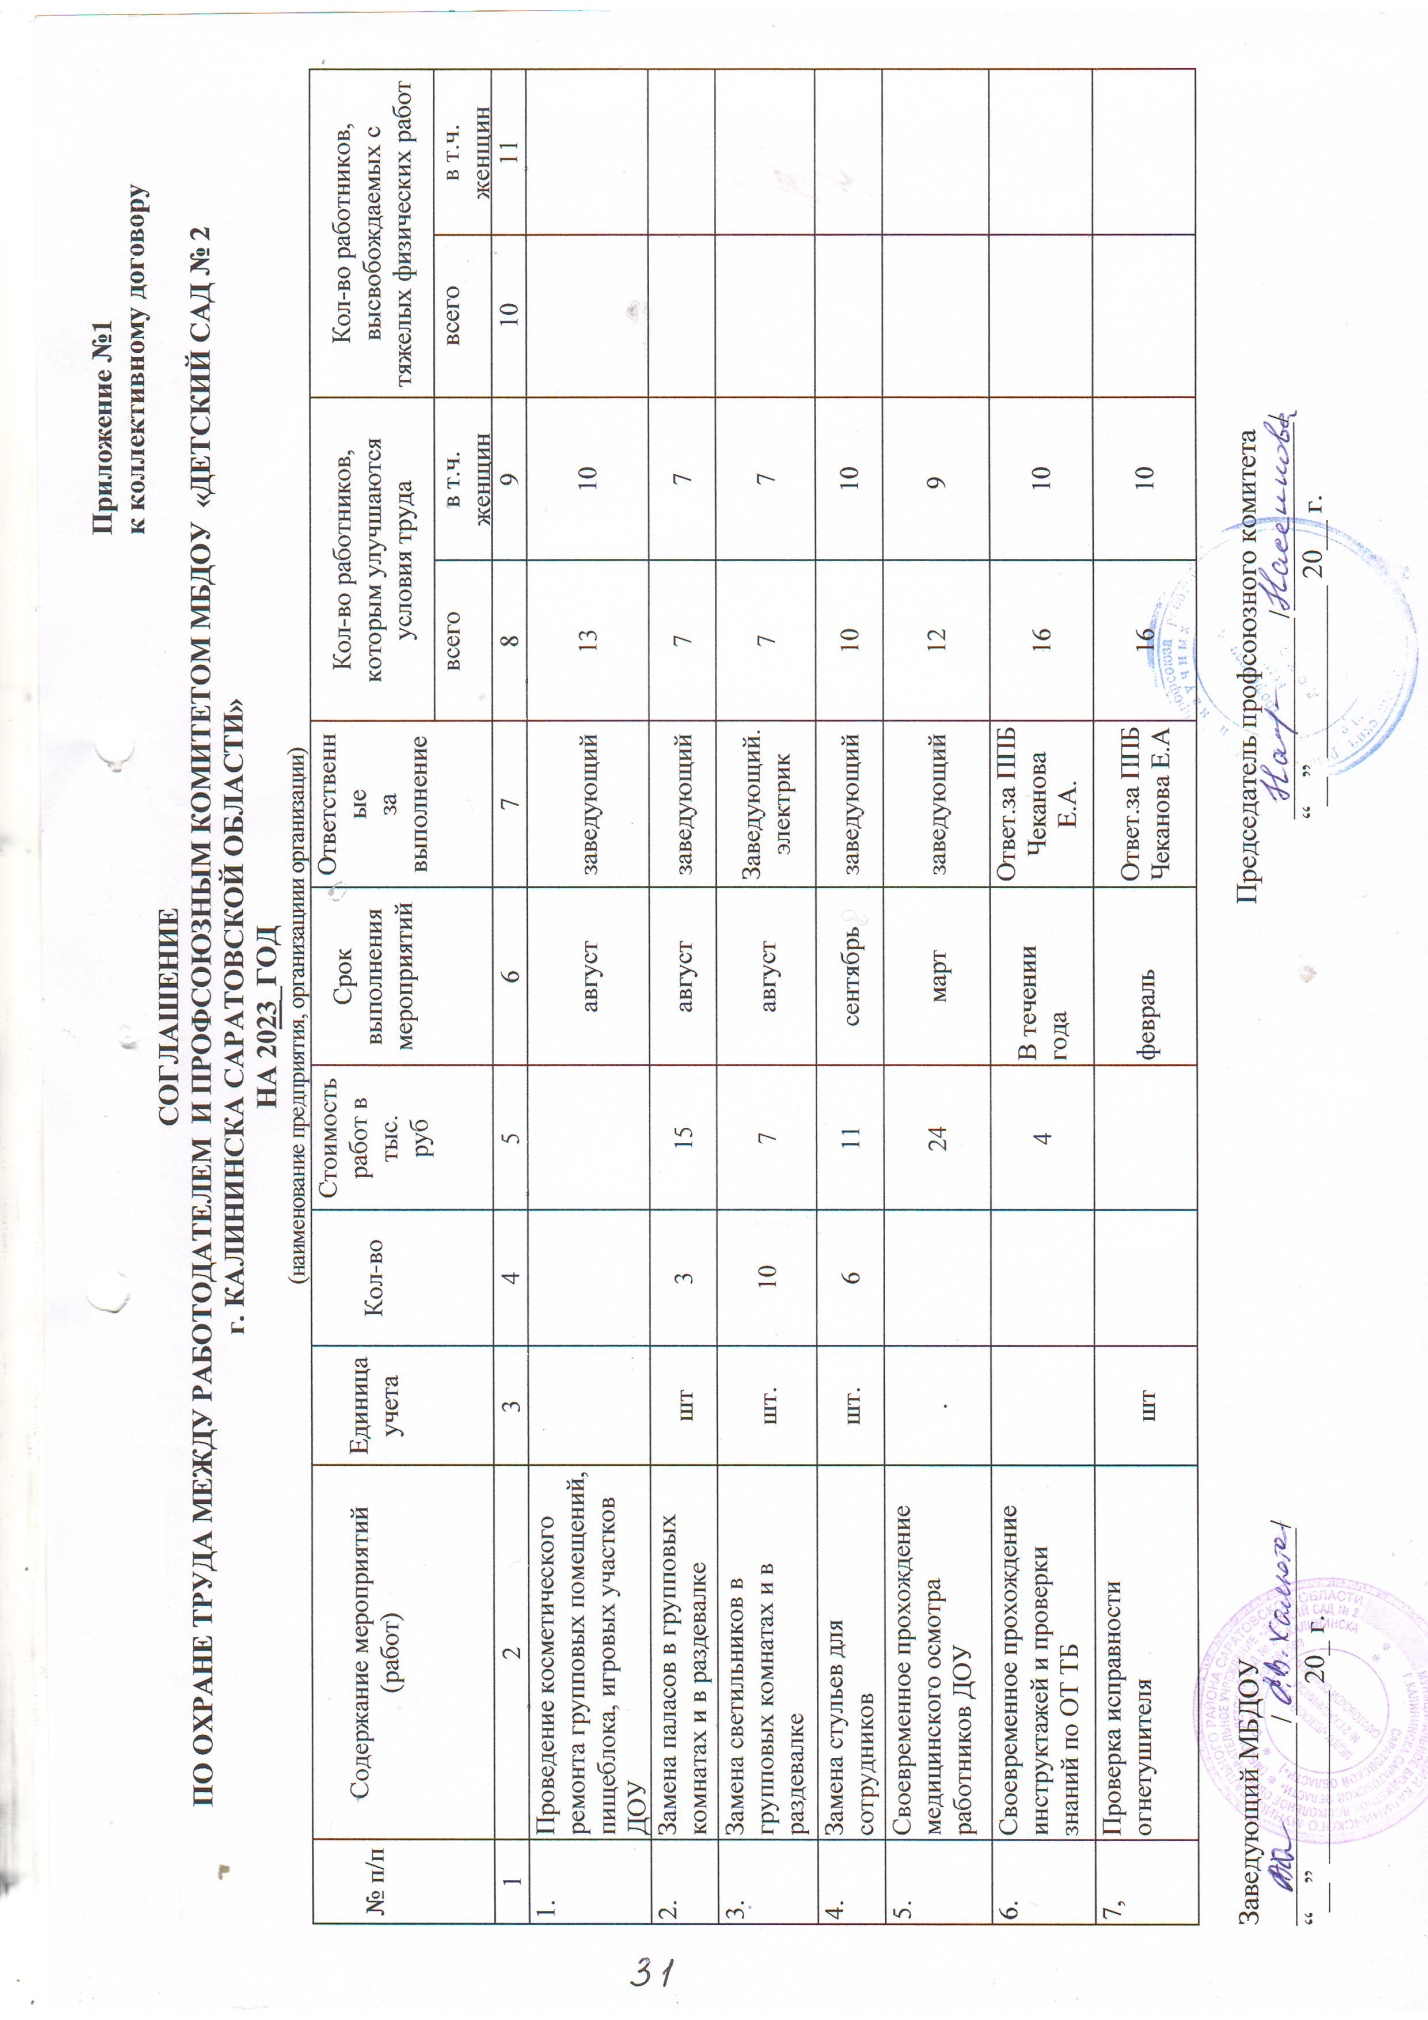 Приложение №1
к коллективному договору
СОГЛАШЕНИЕ
ПО ОХРАНЕ ТРУДА МЕЖДУ РАБОТОДАТЕЛЕМ И ПРОФСОЮЗНЫМ КОМИТЕТОМ МБДОУ «ДЕТСКИЙ САД № 2
г. КАЛИНИНСКА САРАТОВСКОЙ ОБЛАСТИ»
НА 2023 ГОД
(наименование предприятия, организации организации)
№ п/п
Содержание мероприятий
(работ)
Единица
учета
Кол-во
Стоимость
работ в
тыс.
руб
Срок
выполнения
мероприятий
Ответственн
ые
за
выполнение
Кол-во работников,
которым улучшаются
условия труда
Кол-во работников,
высвобождаемых с
тяжелых физических работ
всего
в т.ч.
женщин
всего
в т.ч.
женщин
1 2 3 4 5 6 7 8 9 10 11
1.
Проведение косметического
ремонта групповых помещений,
пищеблока, игровых участков
ДОУ
август
заведующий
13
10
2.
Замена паласов в групповых
комнатах и в раздевалке
шт
3
15
август
заведующий
7
7
3.
Замена светильников в
групповых комнатах и в
раздевалке
шт.
10
7
август
Заведующий.
электрик
7
7
4.
Замена стульев для
сотрудников
шт.
6
11
сентябрь
заведующий
10
10
5.
Своевременное прохождение
медицинского осмотра
работников ДОУ
.
24
март
заведующий
12
9
6.
Своевременное прохождение
инструктажей и проверки
знаний по ОТ ТБ
4
В течении
года
Ответ.за ППБ
Чеканова
Е.А.
16
10
7,
Проверка исправности
огнетушителя
шт
февраль
Ответ.за ППБ
Чеканова Е.А
16
10
Заведующий МБДОУ
“ ” 20 г.
Председатель профсоюзного комитета
“ ” 20 г.
31